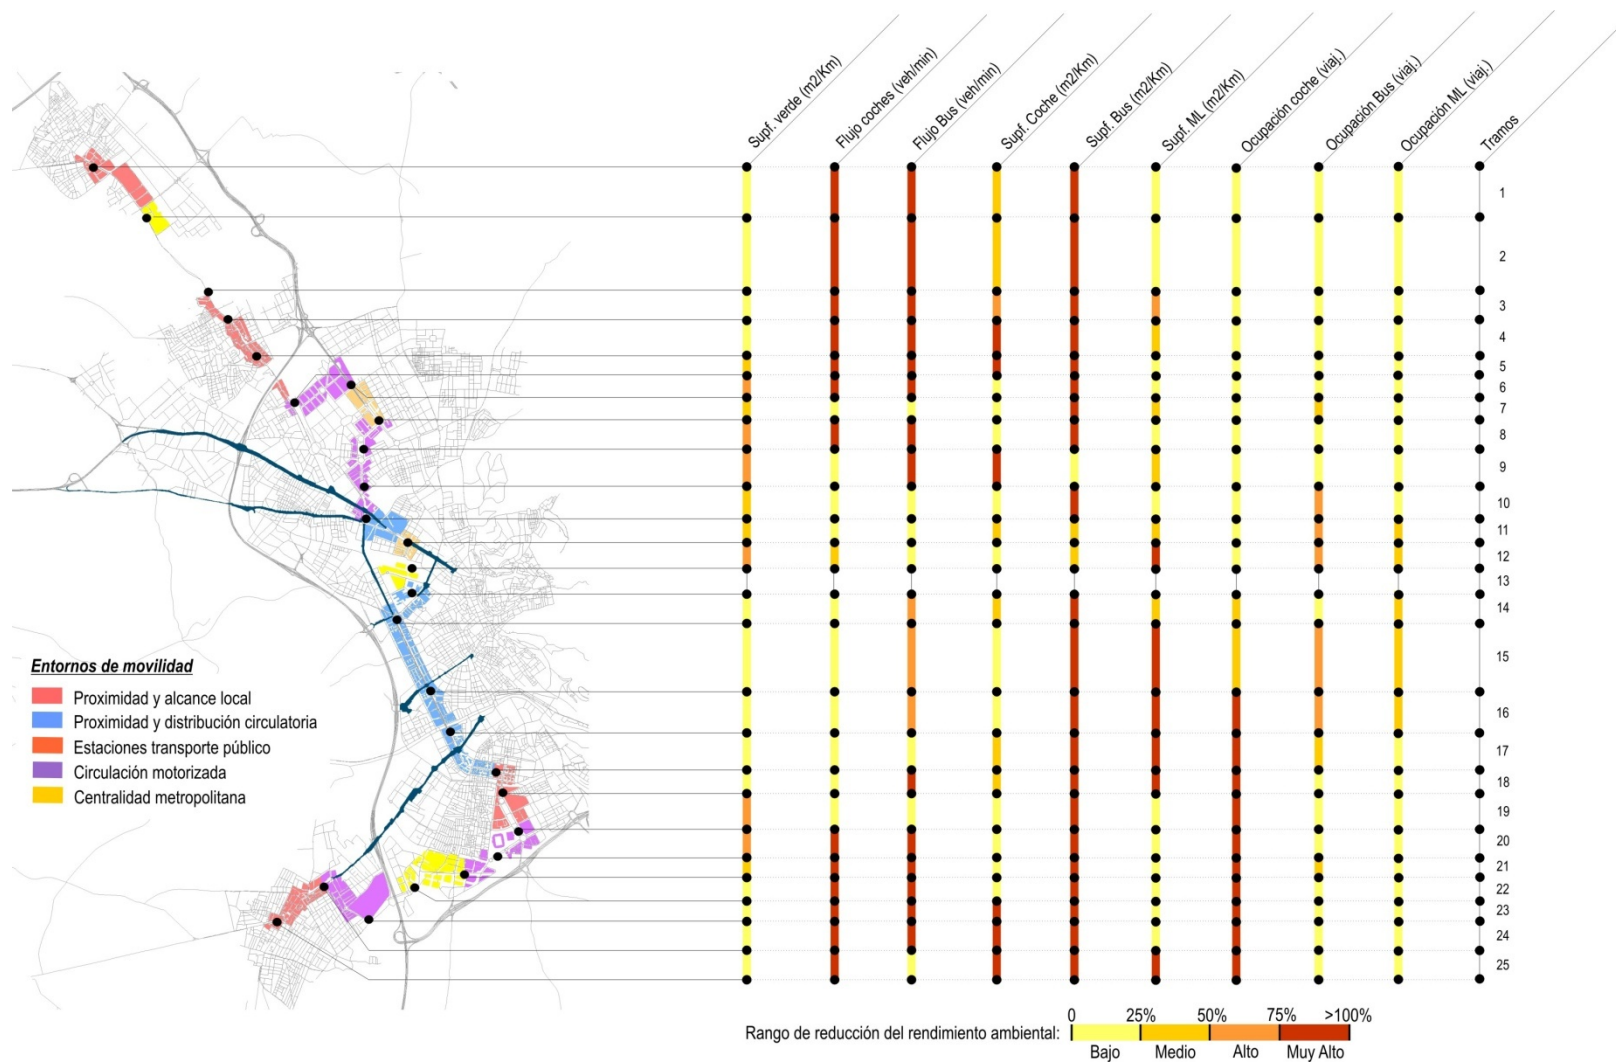 Supf. verde (m2/Km)
Flujo coches (veh/min)
Flujo Bus (veh/min)
Supf. Coche (m2/Km)
Supf. Bus (m2/Km)
Supf. ML (m2/Km)
Ocupación coche (viaj.)
Ocupación Bus (viaj.)
Ocupación ML (viaj.)
Tramos
1
2
3
4
5
6
7
8
9
10
11
12
13
14
15
16
17
18
19
20
21
22
23
24
25
Entornos de movilidad
Proximidad y alcance local
Proximidad y distribución circulatoria
Estaciones transporte público
Circulación motorizada
Centralidad metropolitana
Rango de reducción del rendimiento ambiental:
0 25% 50% 75% >100%
Bajo Medio Alto Muy Alto